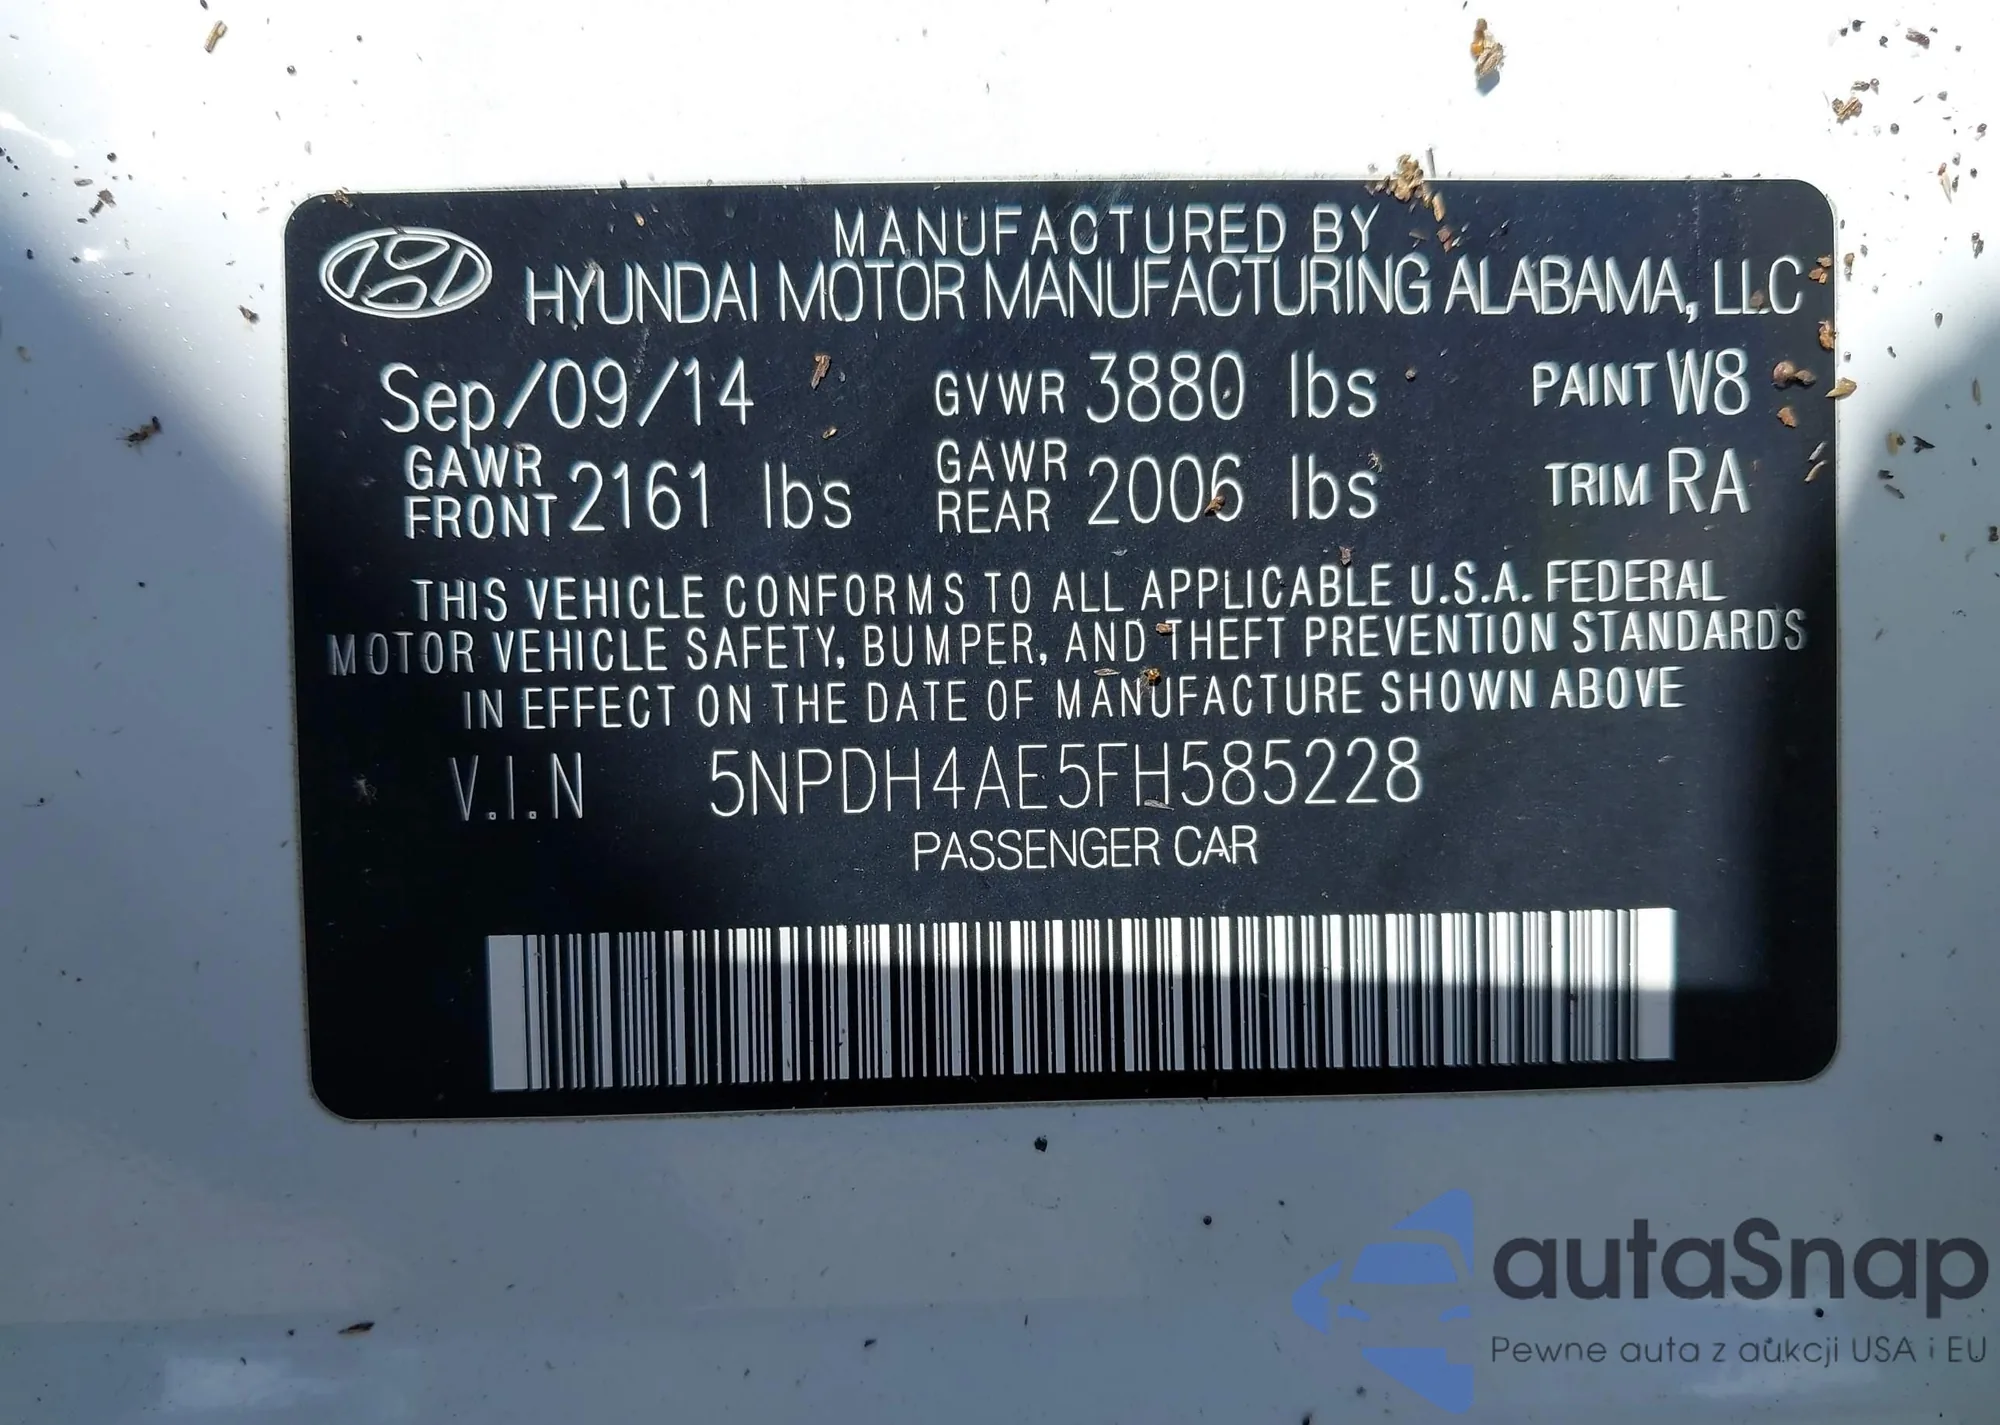 MANUFACTURED BY
HYUNDAI MOTOR MANUFACTURING ALABAMA, LLC
Sep/09/14 GVWR 3880 lbs PAINT W8
GAWR FRONT 2161 lbs GAWR REAR 2006 lbs TRIM RA
THIS VEHICLE CONFORMS TO ALL APPLICABLE U.S.A. FEDERAL
MOTOR VEHICLE SAFETY, BUMPER, AND THEFT PREVENTION STANDARDS
IN EFFECT ON THE DATE OF MANUFACTURE SHOWN ABOVE
V.I.N 5NPDH4AE5FH585228
PASSENGER CAR
autaSnap
Pewne auta z aukcji USA i EU